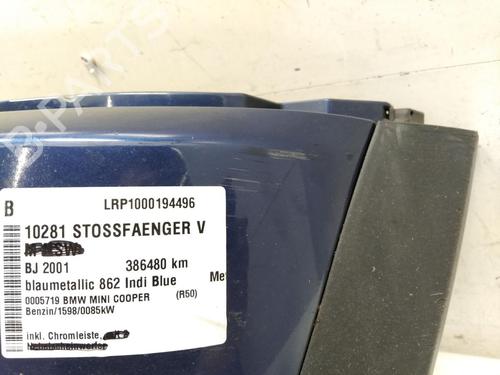 B LRP1000194496
10281 STOSSFAENGER V
BJ 2001 386480 km
blaumetallic 862 Indi Blue Me
0005719 BMW MINI COOPER (R50)
Benzin/1598/0085kW
inkl. Chromleiste,